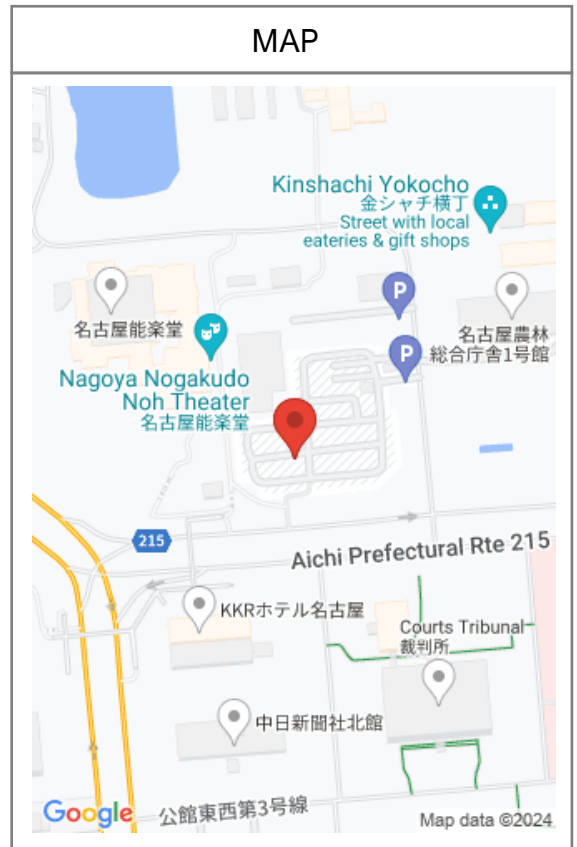 MAP
Kinshachi Yokocho
金シャチ横丁
Street with local
eateries & gift shops
P
名古屋能楽堂
名古屋農林
総合庁舎1号館
P
Nagoya Nogakudo
Noh Theater
名古屋能楽堂
215
Aichi Prefectural Rte 215
KKRホテル名古屋
Courts Tribunal
裁判所
中日新聞社北館
Google
公館東西第3号線
Map data ©2024